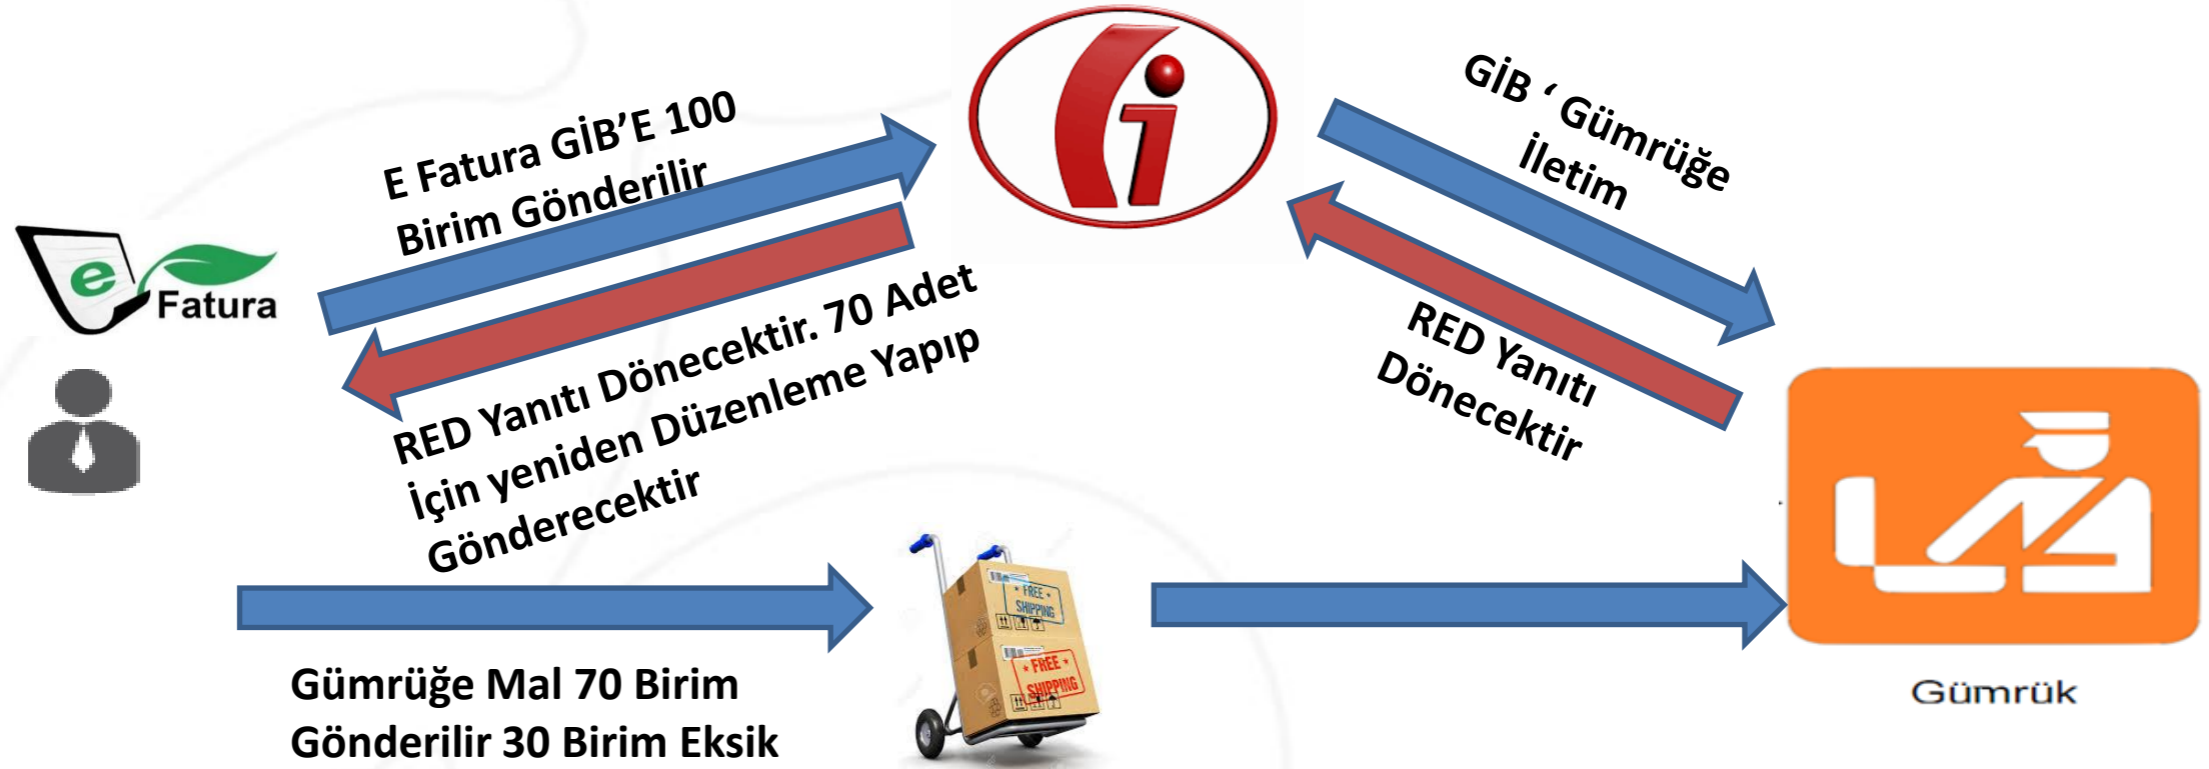 E Fatura GİB'E 100
Birim Gönderilir
GİB ‘ Gümrüğe
İletim
e
Fatura
RED Yanıtı Dönecektir. 70 Adet
İçin yeniden Düzenleme Yapıp
Gönderecektir
RED Yanıtı
Dönecektir
FREE
SHIPPING
FREE
SHIPPING
Gümrüğe Mal 70 Birim
Gönderilir 30 Birim Eksik
Gümrük